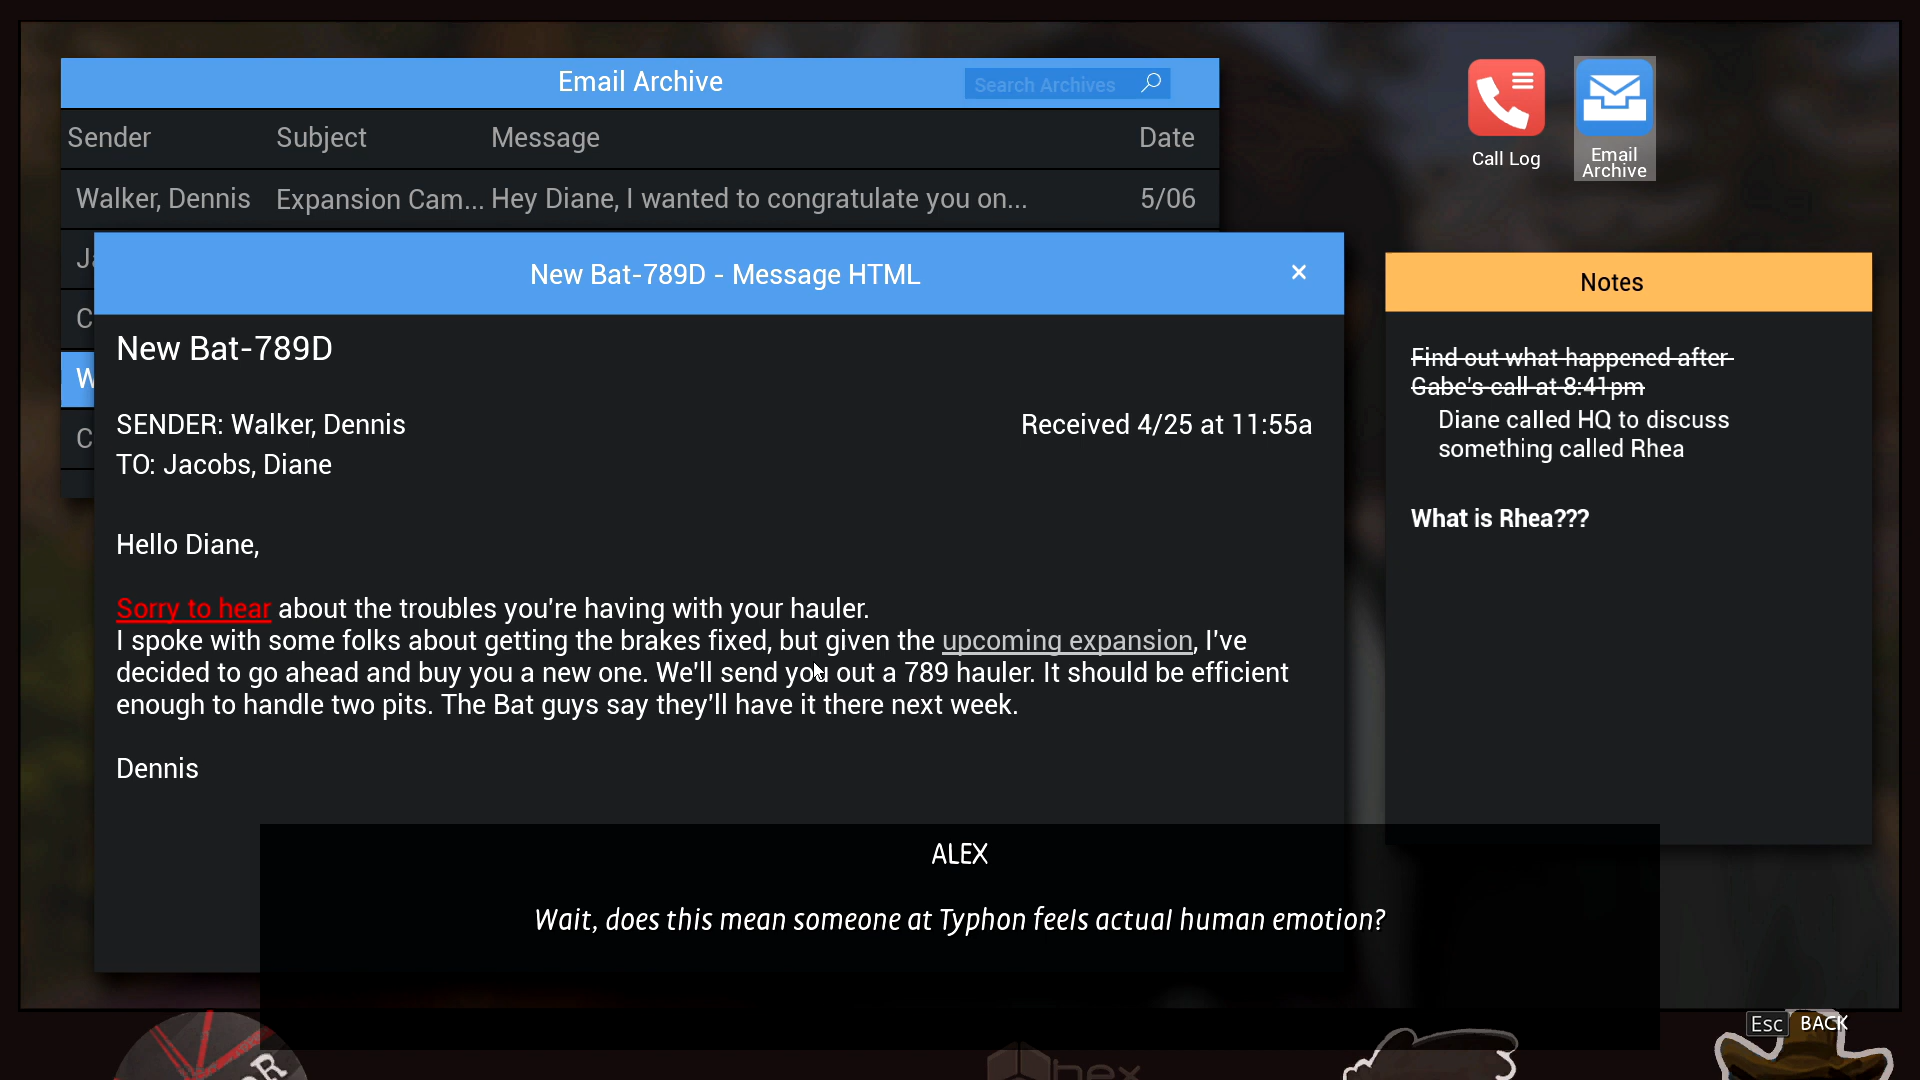 Email Archive
Search Archives
Call Log
Email
Archive
Sender Subject Message Date
Walker, Dennis Expansion Cam... Hey Diane, I wanted to congratulate you on... 5/06
New Bat-789D - Message HTML
×
New Bat-789D
SENDER: Walker, Dennis Received 4/25 at 11:55a
TO: Jacobs, Diane
Hello Diane,
Sorry to hear about the troubles you're having with your hauler.
I spoke with some folks about getting the brakes fixed, but given the upcoming expansion, I've
decided to go ahead and buy you a new one. We'll send you out a 789 hauler. It should be efficient
enough to handle two pits. The Bat guys say they'll have it there next week.
Dennis
Notes
Find out what happened after
Gabe's call at 8:41pm
Diane called HQ to discuss
something called Rhea
What is Rhea???
ALEX
Wait, does this mean someone at Typhon feels actual human emotion?
Esc BACK
hex